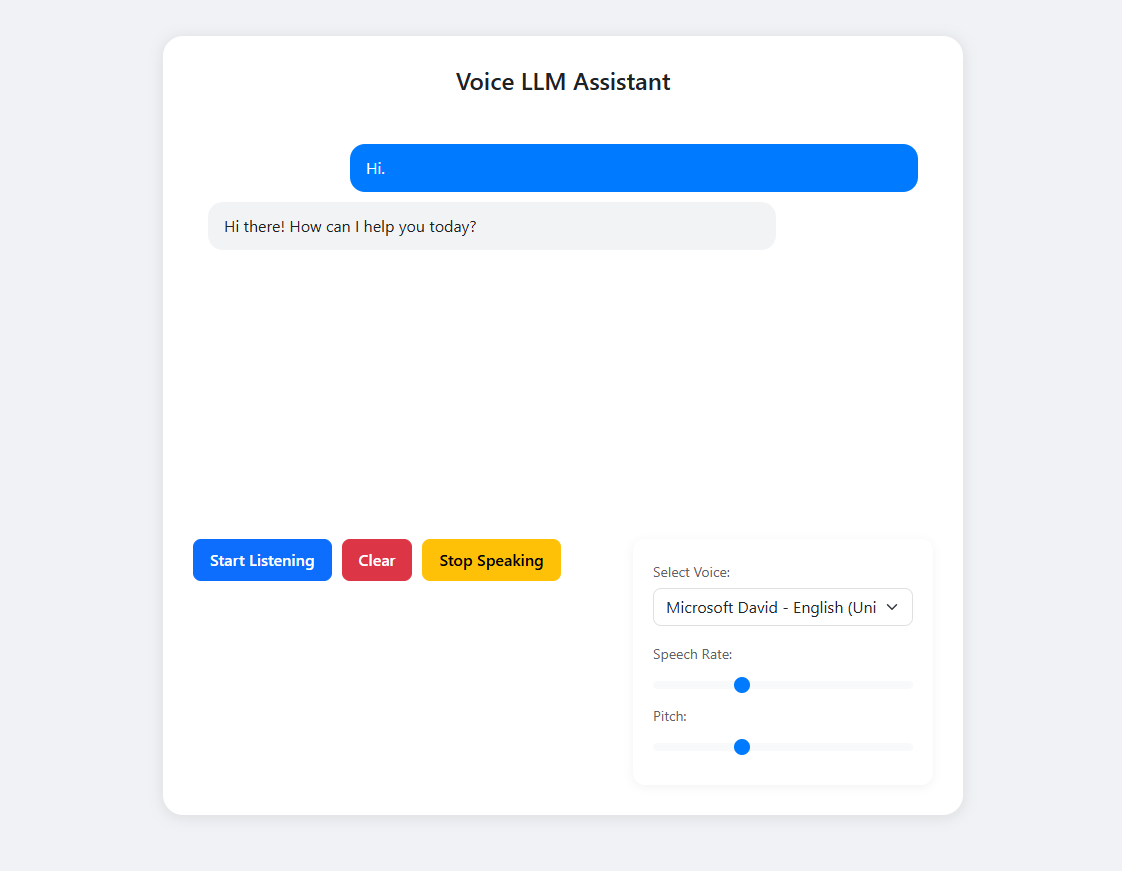 Voice LLM Assistant
Hi.
Hi there! How can I help you today?
Start Listening
Clear
Stop Speaking
Select Voice:
Microsoft David - English (Uni
Speech Rate:
Pitch: